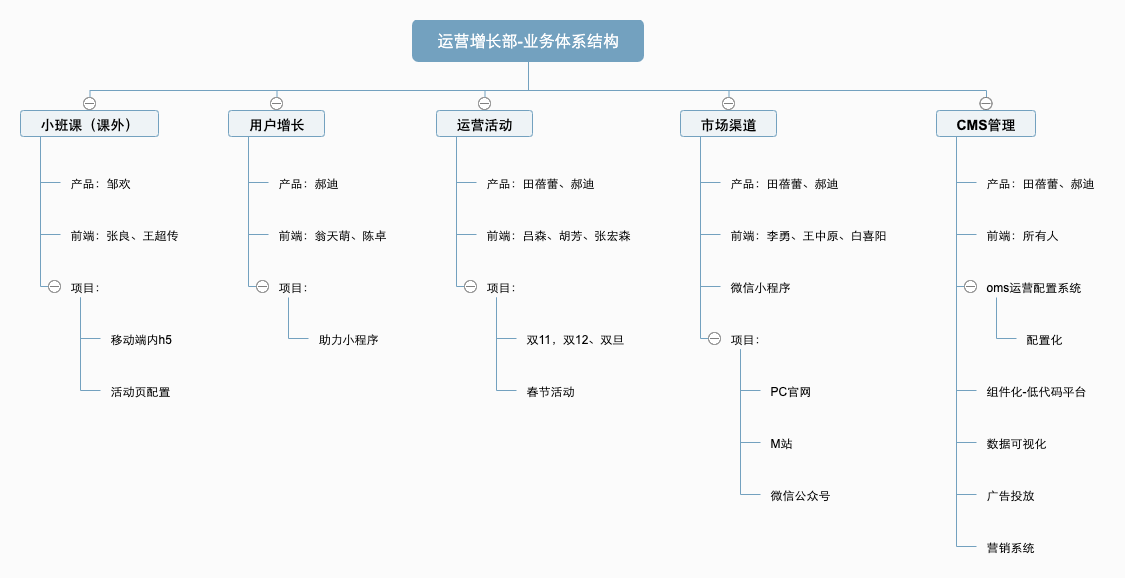 运营增长部-业务体系结构
小班课（课外）
产品：邹欢
前端：张良、王超传
项目：
移动端内h5
活动页配置
用户增长
产品：郝迪
前端：翁天萌、陈卓
项目：
助力小程序
运营活动
产品：田蓓蕾、郝迪
前端：吕森、胡芳、张宏森
项目：
双11，双12、双旦
春节活动
市场渠道
产品：田蓓蕾、郝迪
前端：李勇、王中原、白喜阳
微信小程序
项目：
PC官网
M站
微信公众号
CMS管理
产品：田蓓蕾、郝迪
前端：所有人
oms运营配置系统
配置化
组件化-低代码平台
数据可视化
广告投放
营销系统